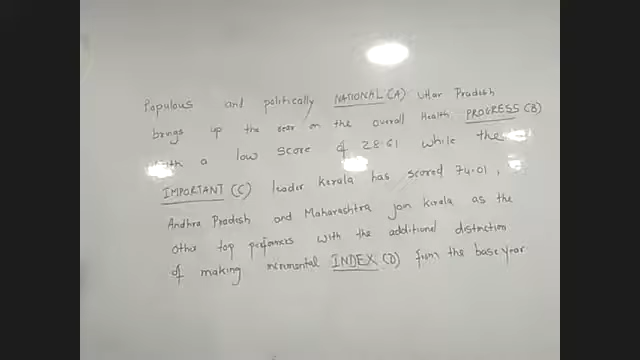 Populous and politically NATIONAL (A) Uttar Pradesh
brings up the rear on the overall Health PROGRESS (B)
with a low score of 28.61 while the
IMPORTANT (C) leader Kerala has scored 74.01,
Andhra Pradesh and Maharashtra join Kerala as the
other top preformers with the additional distinction
of making incremental INDEX (D) from the base year